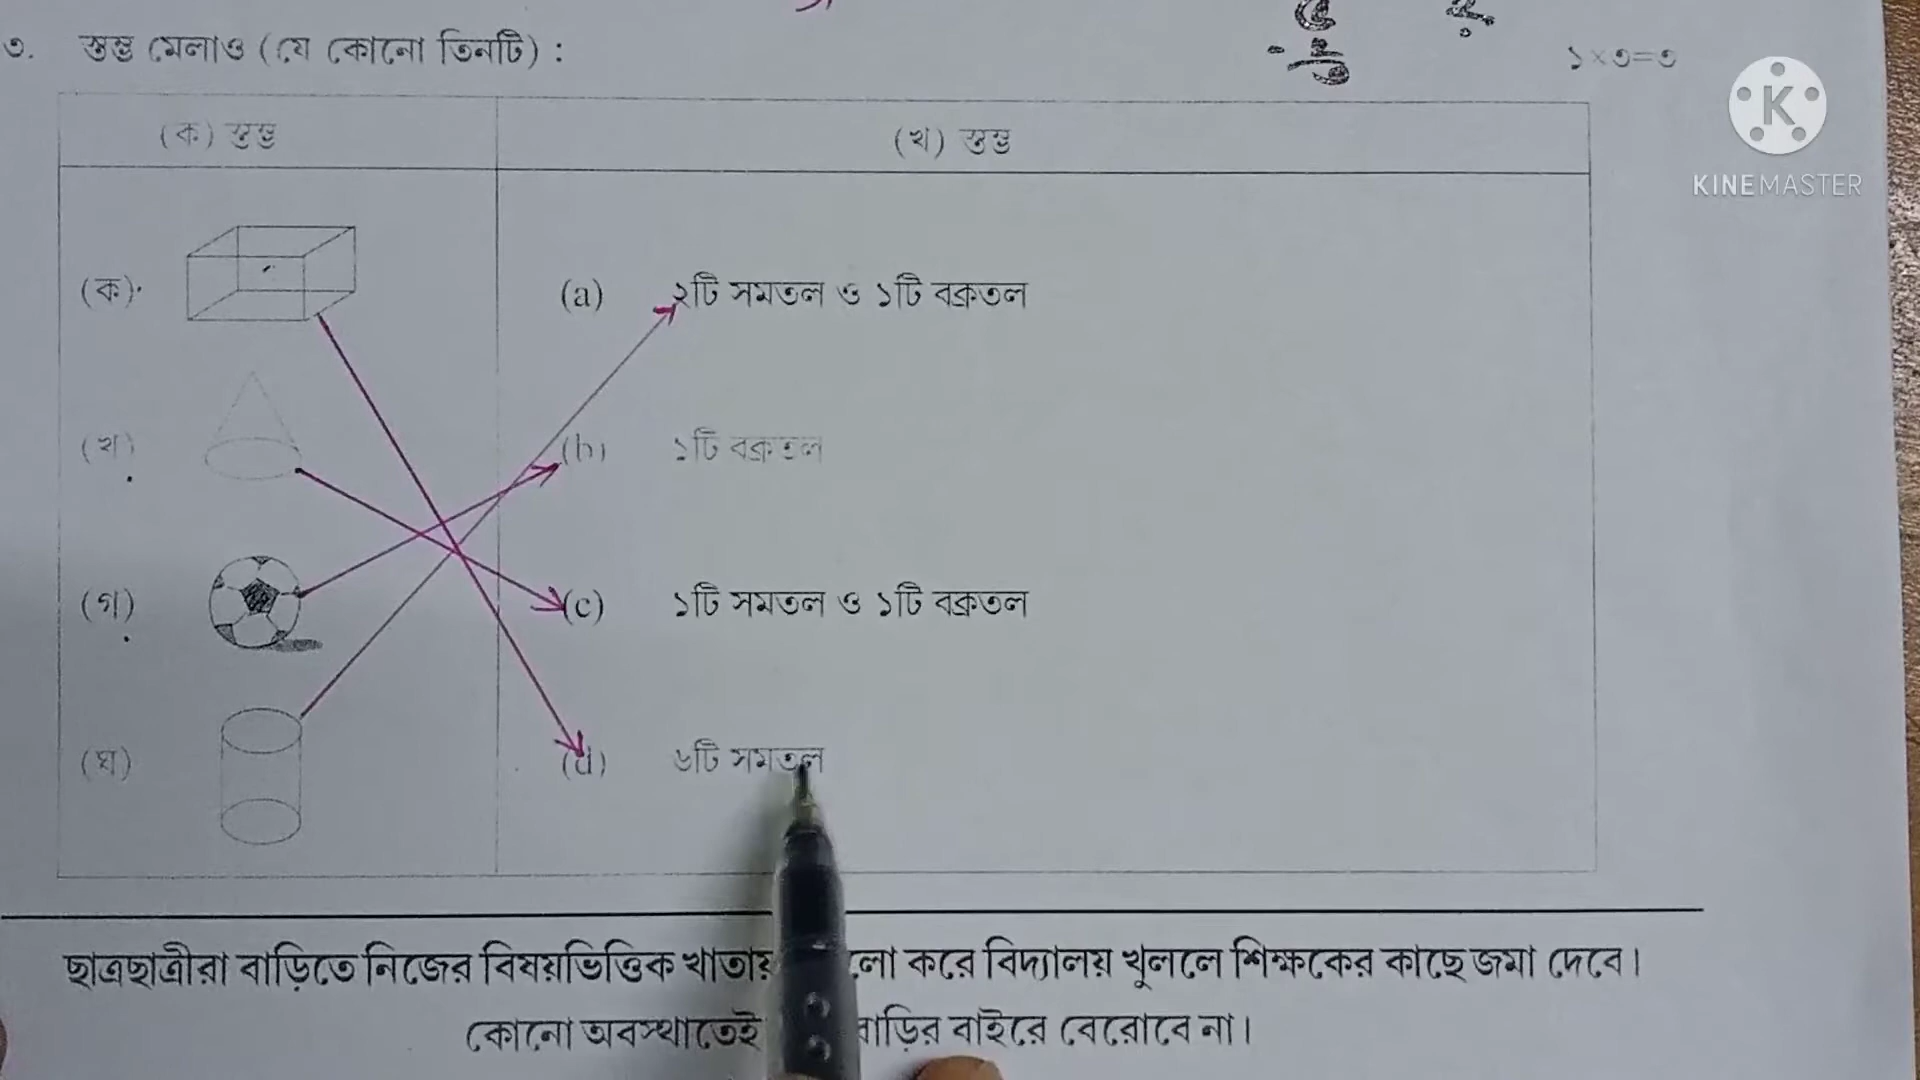 ৩. স্তম্ভ মেলাও (যে কোনো তিনটি) : ১×৩=৩
KINEMASTER
(ক) স্তম্ভ (খ) স্তম্ভ
(ক) (a) ২টি সমতল ও ১টি বক্রতল
(খ) (b) ১টি বক্রতল
(গ) (c) ১টি সমতল ও ১টি বক্রতল
(ঘ) (d) ৬টি সমতল
ছাত্রছাত্রীরা বাড়িতে নিজের বিষয়ভিত্তিক খাতায় করে বিদ্যালয় খুললে শিক্ষকের কাছে জমা দেবে।
কোনো অবস্থাতেই বাড়ির বাইরে বেরোবে না।